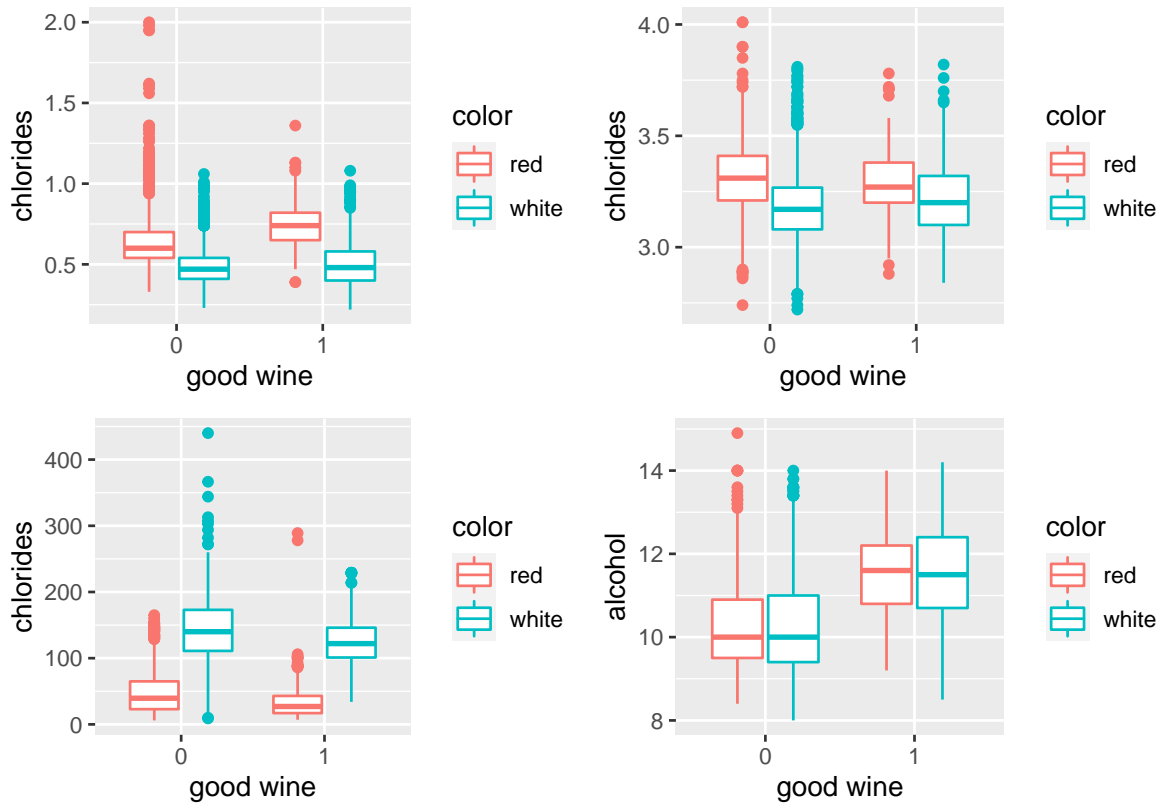 2.0
1.5
1.0
0.5
chlorides
0
1
good wine
color
red
white
4.0
3.5
3.0
chlorides
0
1
good wine
color
red
white
400
300
200
100
0
chlorides
0
1
good wine
color
red
white
14
12
10
8
alcohol
0
1
good wine
color
red
white